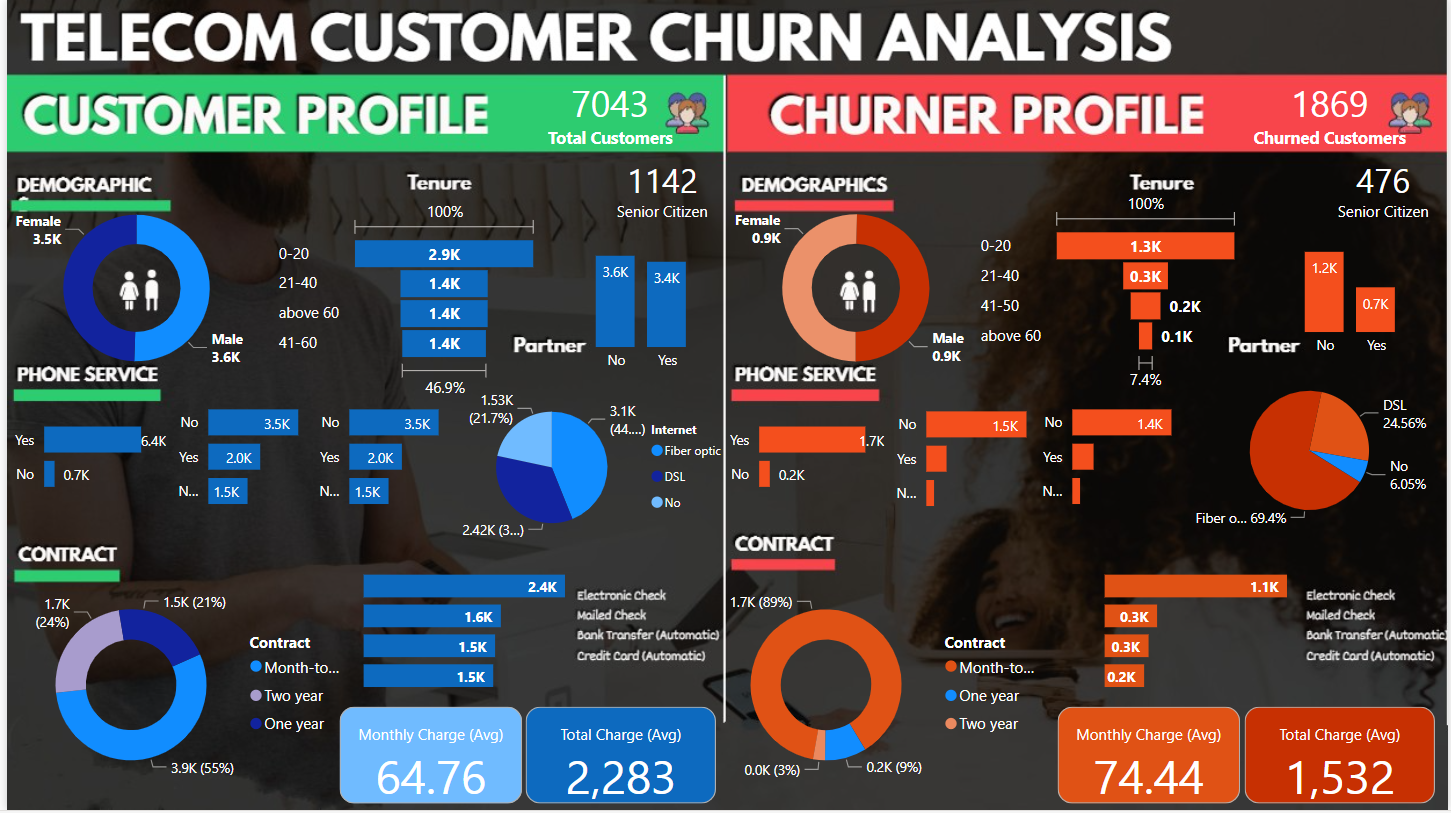 TELECOM CUSTOMER CHURN ANALYSIS
CUSTOMER PROFILE
7043
Total Customers
CHURNER PROFILE
1869
Churned Customers
DEMOGRAPHIC
Female
3.5K
Male
3.6K
Tenure
100%
0-20
2.9K
21-40
1.4K
above 60
1.4K
41-60
1.4K
46.9%
1142
Senior Citizen
3.6K
3.4K
Partner
No
Yes
PHONE SERVICE
Yes
6.4K
No
0.7K
No
3.5K
Yes
2.0K
N...
1.5K
No
3.5K
Yes
2.0K
N...
1.5K
1.53K
(21.7%)
3.1K
(44....)
2.42K (3...)
Internet
Fiber optic
DSL
No
CONTRACT
1.7K
(24%)
1.5K (21%)
3.9K (55%)
Contract
Month-to...
Two year
One year
2.4K
1.6K
1.5K
1.5K
Electronic Check
Mailed Check
Bank Transfer (Automatic)
Credit Card (Automatic)
Monthly Charge (Avg)
64.76
Total Charge (Avg)
2,283
DEMOGRAPHICS
Female
0.9K
Male
0.9K
Tenure
100%
0-20
1.3K
21-40
0.3K
41-50
0.2K
above 60
0.1K
7.4%
476
Senior Citizen
1.2K
0.7K
Partner
No
Yes
PHONE SERVICE
Yes
1.7K
No
0.2K
No
1.5K
Yes
N...
No
1.4K
Yes
N...
DSL
24.56%
No
6.05%
Fiber o... 69.4%
CONTRACT
1.7K (89%)
0.0K (3%)
0.2K (9%)
Contract
Month-to...
One year
Two year
1.1K
0.3K
0.3K
0.2K
Electronic Check
Mailed Check
Bank Transfer (Automatic)
Credit Card (Automatic)
Monthly Charge (Avg)
74.44
Total Charge (Avg)
1,532